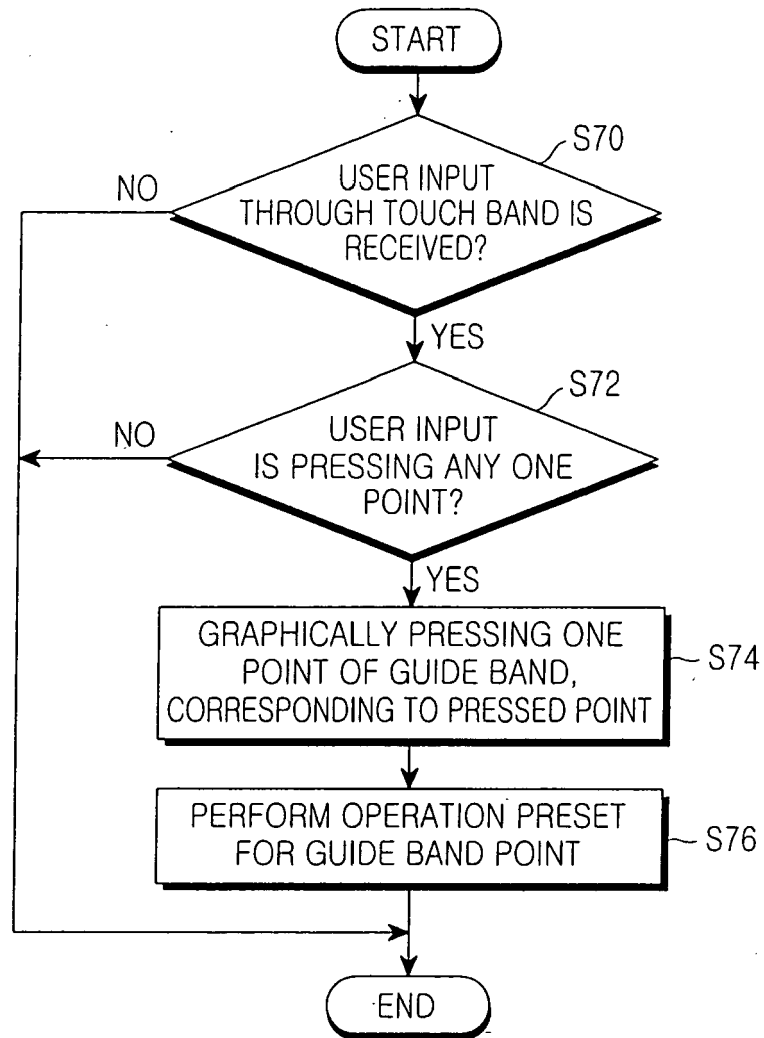 START
S70
NO
USER INPUT
THROUGH TOUCH BAND IS
RECEIVED?
YES
S72
NO
USER INPUT
IS PRESSING ANY ONE
POINT?
YES
GRAPHICALLY PRESSING ONE
POINT OF GUIDE BAND,
CORRESPONDING TO PRESSED POINT
S74
PERFORM OPERATION PRESET
FOR GUIDE BAND POINT
S76
END